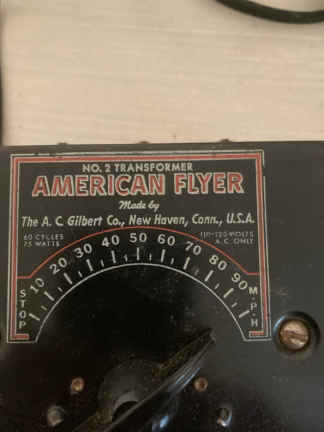 NO. 2 TRANSFORMER
AMERICAN FLYER
Made by
The A. C. Gilbert Co., New Haven, Conn., U.S.A.
60 CYCLES
75 WATTS
110-120 VOLTS
A.C. ONLY
STOP 10 20 30 40 50 60 70 80 90 M.P.H